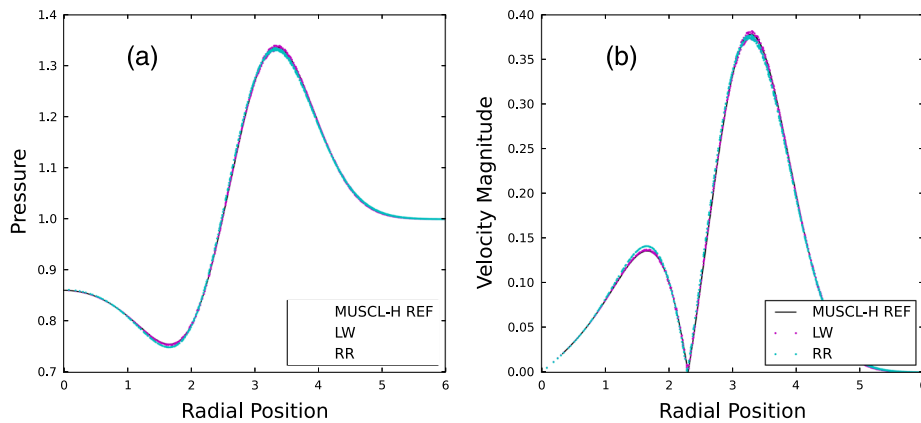 (a)
1.4
1.3
1.2
1.1
1.0
0.9
0.8
0.7
Pressure
0 1 2 3 4 5 6
Radial Position
MUSCL-H REF
LW
RR
(b)
0.40
0.35
0.30
0.25
0.20
0.15
0.10
0.05
0.00
Velocity Magnitude
0 1 2 3 4 5 6
Radial Position
MUSCL-H REF
LW
RR